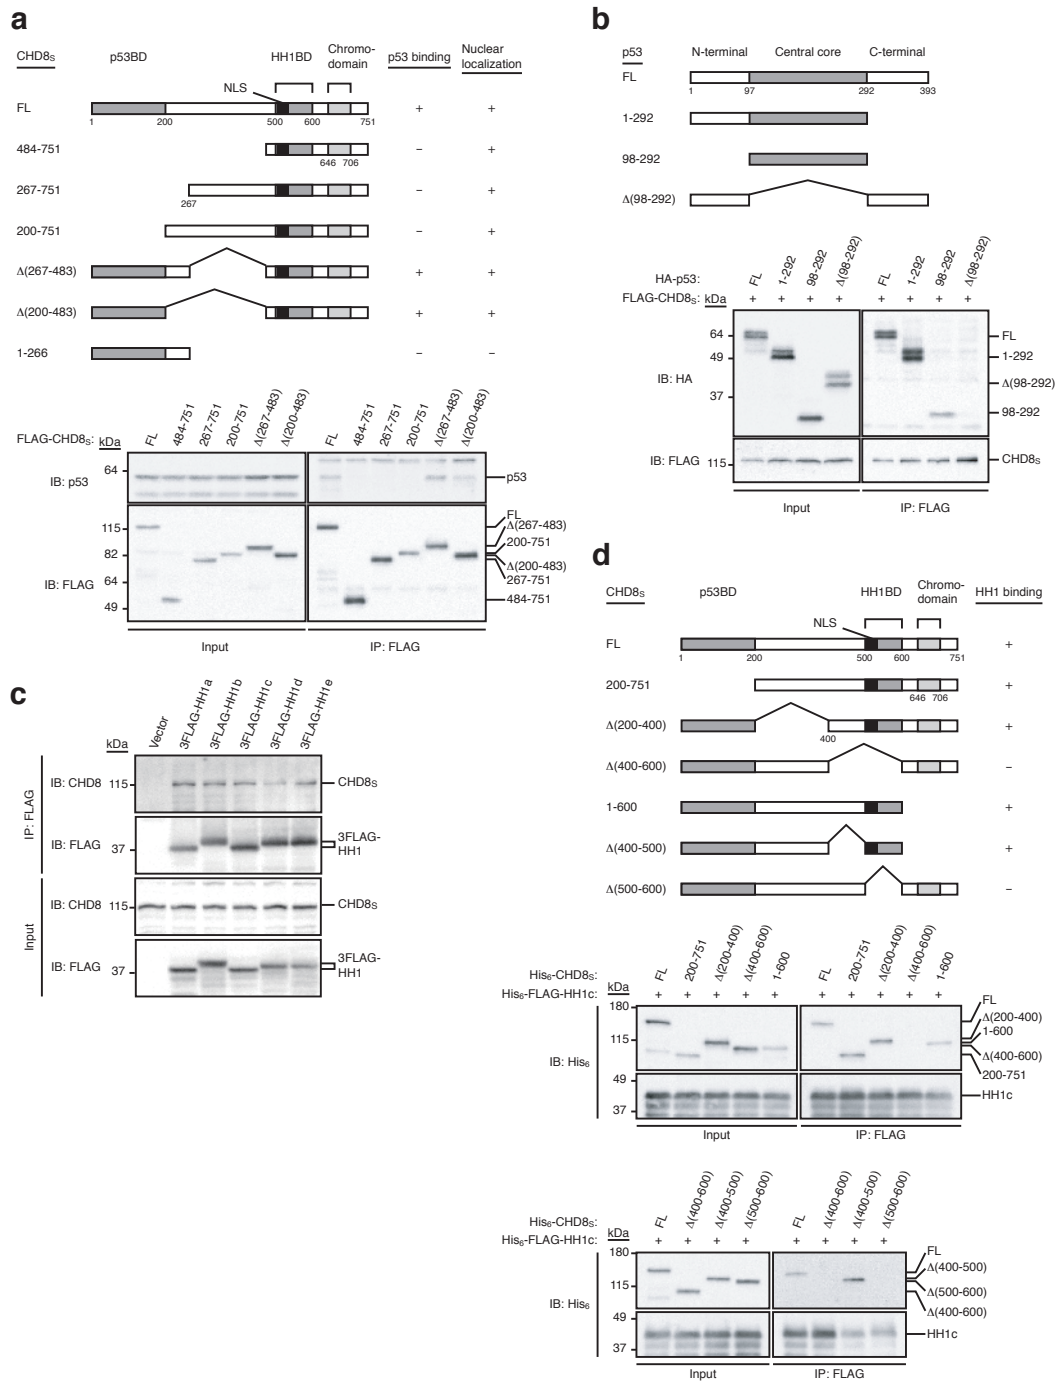 a
CHD8S p53BD HH1BD Chromo-domain p53 binding Nuclear localization
NLS
FL + +
1 200 500 600 751
484-751 – +
646 706
267-751 – +
267
200-751 – +
Δ(267-483) + +
Δ(200-483) + +
1-266 – –
FLAG-CHD8S: kDa FL 484-751 267-751 200-751 Δ(267-483) Δ(200-483) FL 484-751 267-751 200-751 Δ(267-483) Δ(200-483)
IB: p53 64 p53
IB: FLAG 115 82 64 49
FL
Δ(267-483)
200-751
Δ(200-483)
267-751
484-751
Input IP: FLAG
b
p53 N-terminal Central core C-terminal
FL
1 97 292 393
1-292
98-292
Δ(98-292)
HA-p53: FL 1-292 98-292 Δ(98-292) FL 1-292 98-292 Δ(98-292)
FLAG-CHD8S: kDa + + + + + + + +
IB: HA 64 49 37
FL
1-292
Δ(98-292)
98-292
IB: FLAG 115 CHD8S
Input IP: FLAG
c
kDa Vector 3FLAG-HH1a 3FLAG-HH1b 3FLAG-HH1c 3FLAG-HH1d 3FLAG-HH1e
IP: FLAG
IB: CHD8 115 CHD8S
IB: FLAG 37 3FLAG-HH1
Input
IB: CHD8 115 CHD8S
IB: FLAG 37 3FLAG-HH1
d
CHD8S p53BD HH1BD Chromo-domain HH1 binding
NLS
FL +
1 200 500 600 751
200-751 +
646 706
Δ(200-400) +
400
Δ(400-600) –
1-600 +
Δ(400-500) +
Δ(500-600) –
His6-CHD8S: FL 200-751 Δ(200-400) Δ(400-600) 1-600 FL 200-751 Δ(200-400) Δ(400-600) 1-600
His6-FLAG-HH1c: kDa + + + + + + + + + +
IB: His6 180 115 49 37
FL
Δ(200-400)
1-600
Δ(400-600)
200-751
HH1c
Input IP: FLAG
His6-CHD8S: FL Δ(400-600) Δ(400-500) Δ(500-600) FL Δ(400-600) Δ(400-500) Δ(500-600)
His6-FLAG-HH1c: kDa + + + + + + + +
IB: His6 180 115 49 37
FL
Δ(400-500)
Δ(500-600)
Δ(400-600)
HH1c
Input IP: FLAG